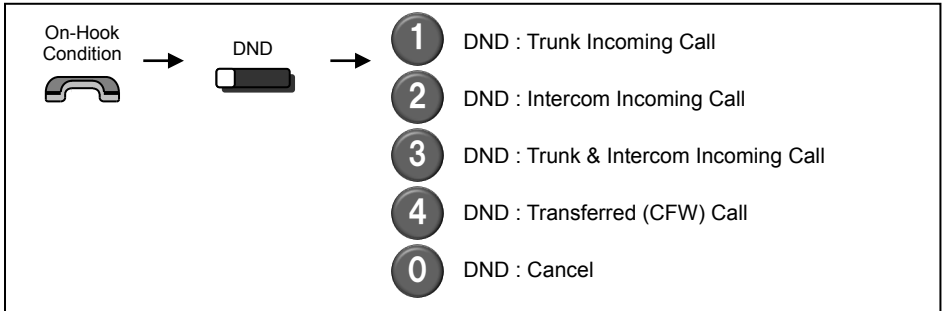 On-Hook
Condition
DND
1 DND : Trunk Incoming Call
2 DND : Intercom Incoming Call
3 DND : Trunk & Intercom Incoming Call
4 DND : Transferred (CFW) Call
0 DND : Cancel